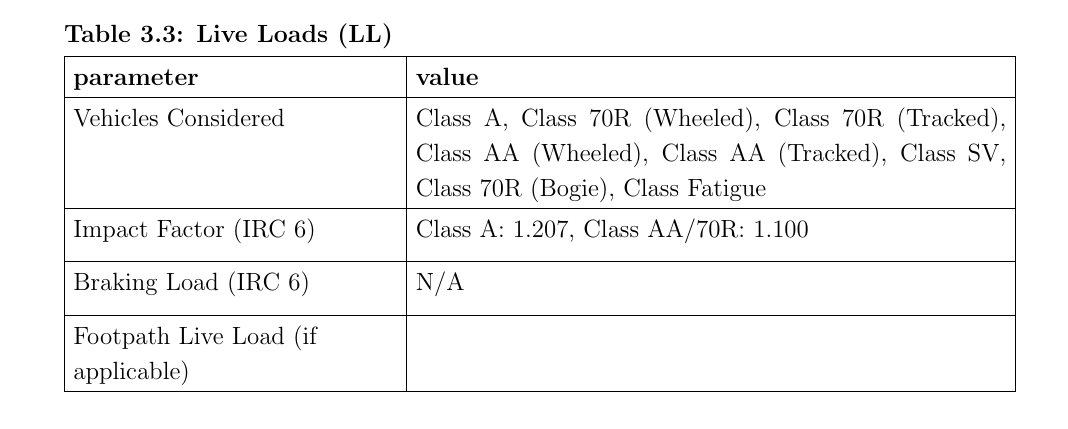 Table 3.3: Live Loads (LL)
parameter value
Vehicles Considered Class A, Class 70R (Wheeled), Class 70R (Tracked),
Class AA (Wheeled), Class AA (Tracked), Class SV,
Class 70R (Bogie), Class Fatigue
Impact Factor (IRC 6) Class A: 1.207, Class AA/70R: 1.100
Braking Load (IRC 6) N/A
Footpath Live Load (if
applicable)